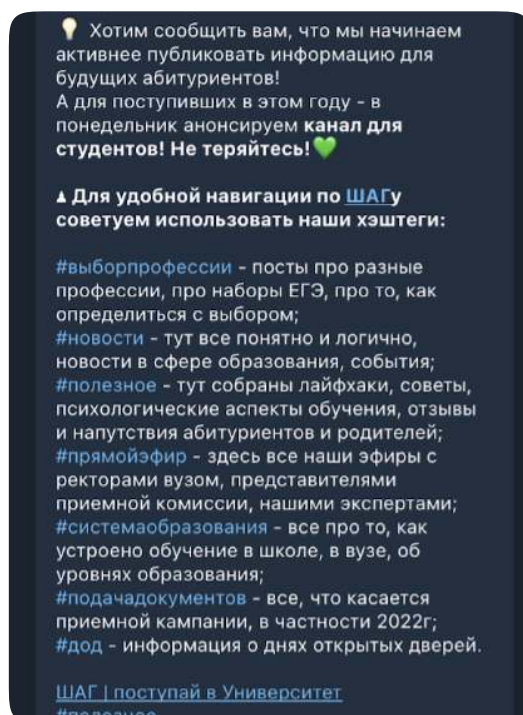 💡 Хотим сообщить вам, что мы начинаем
активнее публиковать информацию для
будущих абитуриентов!
А для поступивших в этом году - в
понедельник анонсируем канал для
студентов! Не теряйтесь!💚
▲ Для удобной навигации по ШАГу
советуем использовать наши хэштеги:
#выборпрофессии - посты про разные
профессии, про наборы ЕГЭ, про то, как
определиться с выбором;
#новости - тут все понятно и логично,
новости в сфере образования, события;
#полезное - тут собраны лайфхаки, советы,
психологические аспекты обучения, отзывы
и напутствия абитуриентов и родителей;
#прямойэфир - здесь все наши эфиры с
ректорами вузом, представителями
приемной комиссии, нашими экспертами;
#системаобразования - все про то, как
устроено обучение в школе, в вузе, об
уровнях образования;
#подачадокументов - все, что касается
приемной кампании, в частности 2022г;
#дод - информация о днях открытых дверей.
ШАГ | поступай в Университет
#полезное